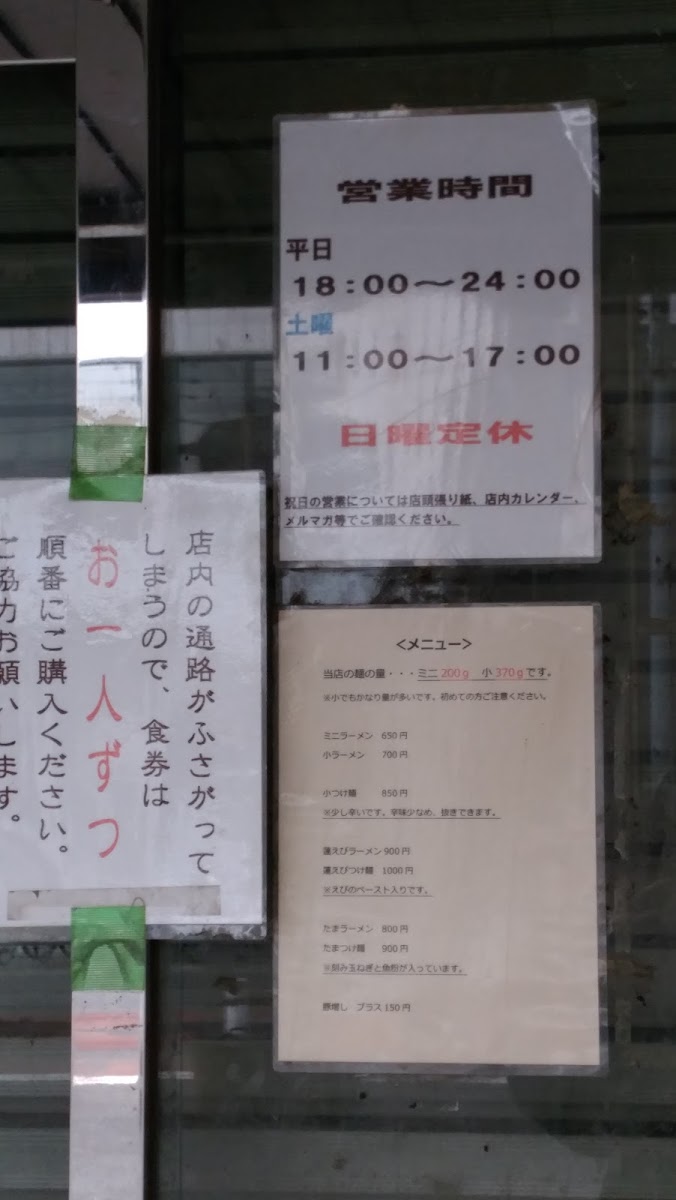 営業時間
平日
18：00～24：00
土曜
11：00～17：00
日曜定休
祝日の営業については店頭張り紙、店内カレンダー、
メルマガ等でご確認ください。
店内の通路がふさがって
しまうので、食券は
お一人ずつ
順番にご購入ください。
ご協力お願いします。
＜メニュー＞
当店の麺の量・・・ミニ200ｇ　小370ｇです。
※小でもかなり量が多いです。初めての方ご注意ください。
ミニラーメン　650円
小ラーメン　700円
小つけ麺　850円
※少し辛いです。辛味少なめ、抜きできます。
蓮えびラーメン 900円
蓮えびつけ麺　1000円
※えびのペースト入りです。
たまラーメン　800円
たまつけ麺　900円
※刻み玉ねぎと魚粉が入っています。
豚増し　プラス150円